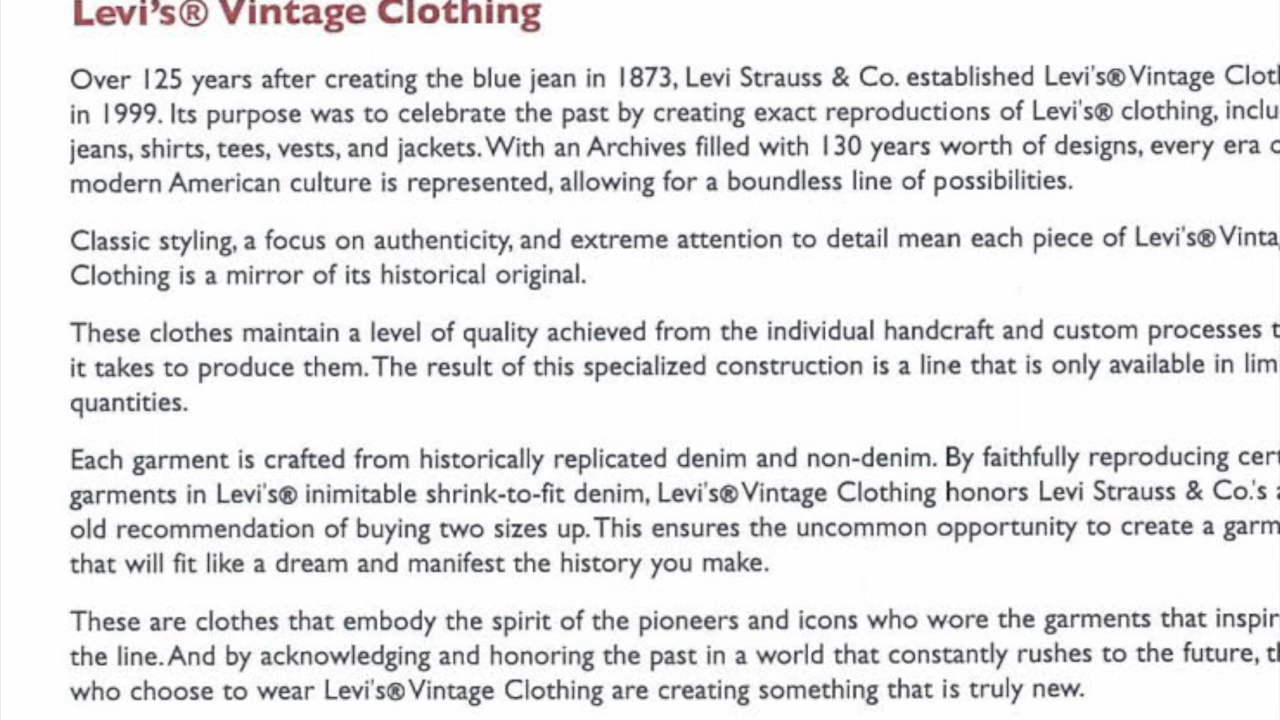 Levi's® Vintage Clothing
Over 125 years after creating the blue jean in 1873, Levi Strauss & Co. established Levi's® Vintage
in 1999. Its purpose was to celebrate the past by creating exact reproductions of Levi's® clothing,
jeans, shirts, tees, vests, and jackets. With an Archives filled with 130 years worth of designs, every era
modern American culture is represented, allowing for a boundless line of possibilities.
Classic styling, a focus on authenticity, and extreme attention to detail mean each piece of Levi's®
Clothing is a mirror of its historical original.
These clothes maintain a level of quality achieved from the individual handcraft and custom processes
it takes to produce them. The result of this specialized construction is a line that is only available in
quantities.
Each garment is crafted from historically replicated denim and non-denim. By faithfully reproducing
garments in Levi's® inimitable shrink-to-fit denim, Levi's® Vintage Clothing honors Levi Strauss & Co.'s
old recommendation of buying two sizes up. This ensures the uncommon opportunity to create a
that will fit like a dream and manifest the history you make.
These are clothes that embody the spirit of the pioneers and icons who wore the garments that
the line. And by acknowledging and honoring the past in a world that constantly rushes to the future,
who choose to wear Levi's® Vintage Clothing are creating something that is truly new.